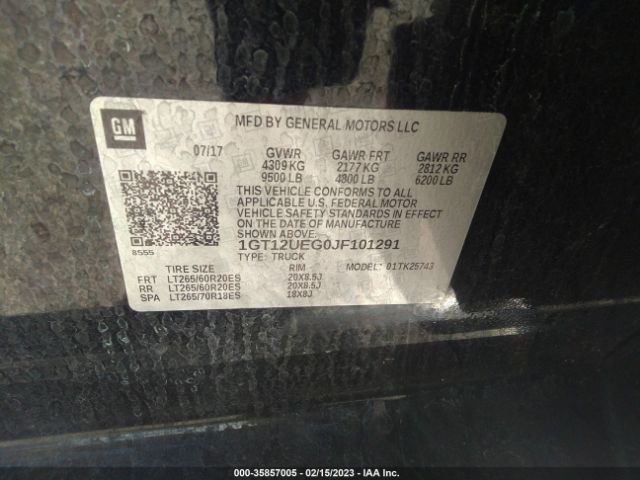 GM
MFD BY GENERAL MOTORS LLC
07/17 GVWR GAWR FRT GAWR RR
4309 KG 2177 KG 2812 KG
9500 LB 4800 LB 6200 LB
THIS VEHICLE CONFORMS TO ALL
APPLICABLE U.S. FEDERAL MOTOR
VEHICLE SAFETY STANDARDS IN EFFECT
ON THE DATE OF MANUFACTURE
SHOWN ABOVE.
8555
1GT12UEG0JF101291
TYPE: TRUCK
TIRE SIZE RIM MODEL: 01TK25743
FRT LT265/60R20ES 20X8.5J
RR LT265/60R20ES 20X8.5J
SPA LT265/70R18ES 18X8J
000-35857005 - 02/15/2023 - IAA Inc.